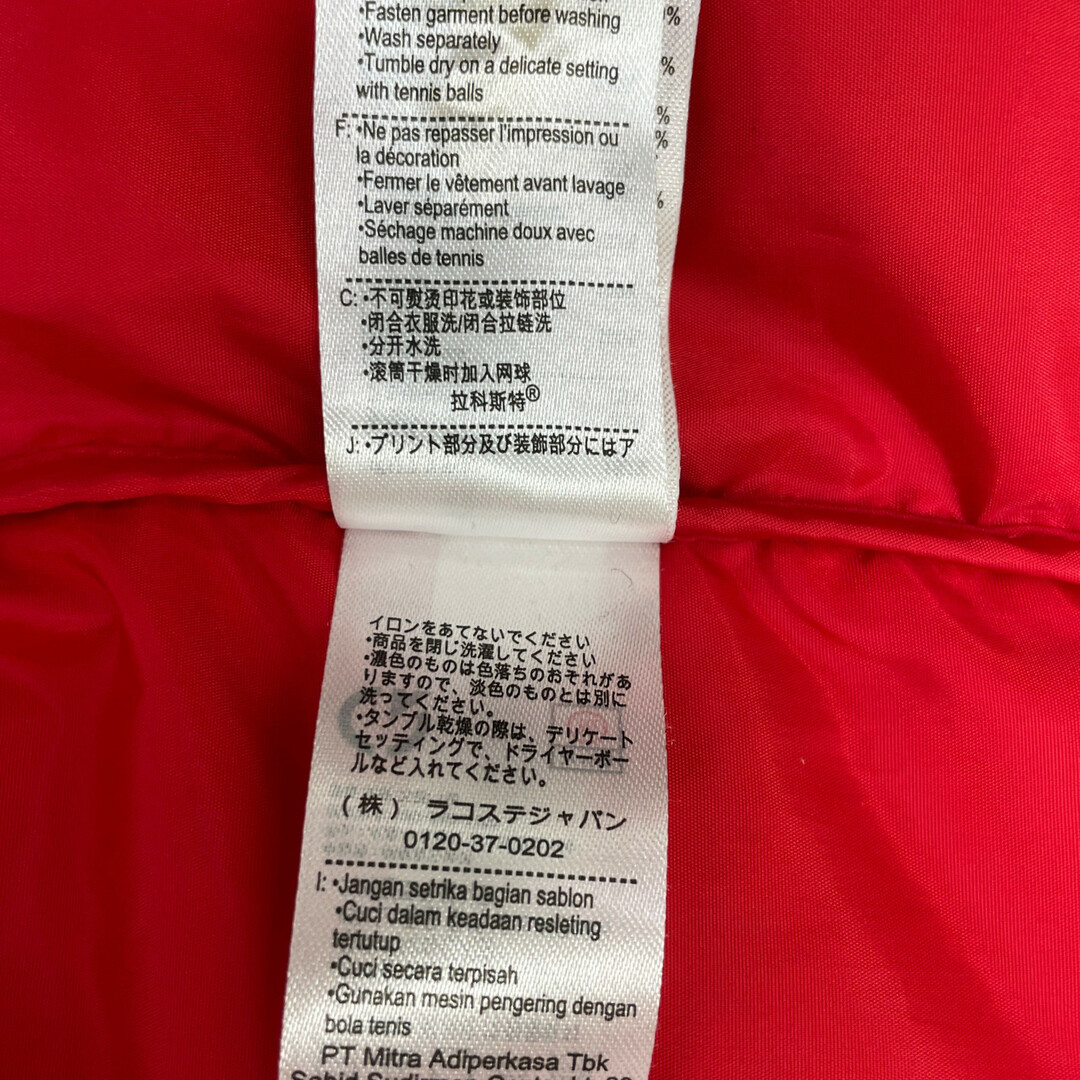 •Fasten garment before washing
•Wash separately
•Tumble dry on a delicate setting
with tennis balls
F: •Ne pas repasser l'impression ou
la décoration
•Fermer le vêtement avant lavage
•Laver séparément
•Séchage machine doux avec
balles de tennis
C: •不可熨烫印花或装饰部位
•闭合衣服洗/闭合拉链洗
•分开水洗
•滚筒干燥时加入网球
拉科斯特®
J: •プリント部分及び装飾部分にはア
イロンをあてないでください
•商品を閉じ洗濯してください
•濃色のものは色落ちのおそれがあ
りますので、淡色のものとは別に
洗ってください。
•タンブル乾燥の際は、デリケート
セッティングで、ドライヤーボー
ルなど入れてください。
(株) ラコステジャパン
0120-37-0202
I: •Jangan setrika bagian sablon
•Cuci dalam keadaan resleting
tertutup
•Cuci secara terpisah
•Gunakan mesin pengering dengan
bola tenis
PT Mitra Adiperkasa Tbk
%
%
%
%
%